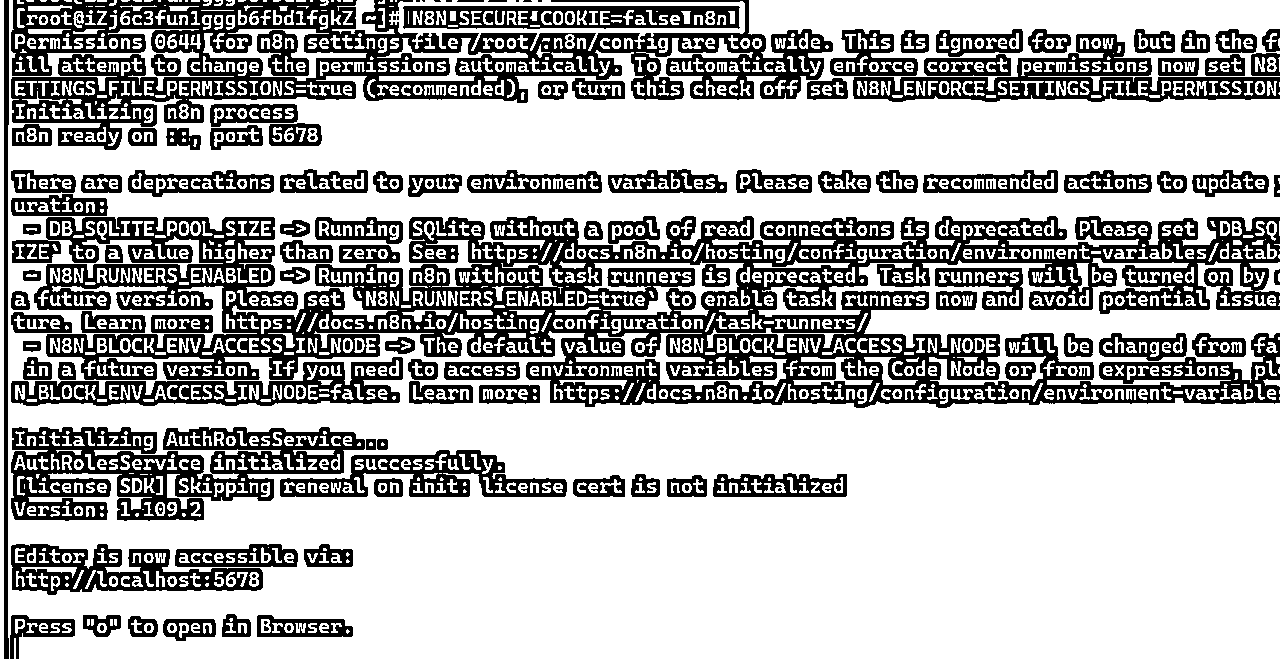 [root@iZj6c3fun1gggb6fbd1fgkZ ~]# N8N_SECURE_COOKIE=false n8n
Permissions 0644 for n8n settings file /root/.n8n/config are too wide. This is ignored for now, but in the f
ill attempt to change the permissions automatically. To automatically enforce correct permissions now set N8
ETTINGS_FILE_PERMISSIONS=true (recommended), or turn this check off set N8N_ENFORCE_SETTINGS_FILE_PERMISSIONS
Initializing n8n process
n8n ready on ::, port 5678
There are deprecations related to your environment variables. Please take the recommended actions to update y
uration:
- DB_SQLITE_POOL_SIZE -> Running SQLite without a pool of read connections is deprecated. Please set `DB_SQ
IZE` to a value higher than zero. See: https://docs.n8n.io/hosting/configuration/environment-variables/datab
- N8N_RUNNERS_ENABLED -> Running n8n without task runners is deprecated. Task runners will be turned on by d
a future version. Please set `N8N_RUNNERS_ENABLED=true` to enable task runners now and avoid potential issue
ture. Learn more: https://docs.n8n.io/hosting/configuration/task-runners/
- N8N_BLOCK_ENV_ACCESS_IN_NODE -> The default value of N8N_BLOCK_ENV_ACCESS_IN_NODE will be changed from fal
in a future version. If you need to access environment variables from the Code Node or from expressions, ple
N_BLOCK_ENV_ACCESS_IN_NODE=false. Learn more: https://docs.n8n.io/hosting/configuration/environment-variables
Initializing AuthRolesService...
AuthRolesService initialized successfully.
[license SDK] Skipping renewal on init: license cert is not initialized
Version: 1.109.2
Editor is now accessible via:
http://localhost:5678
Press "o" to open in Browser.